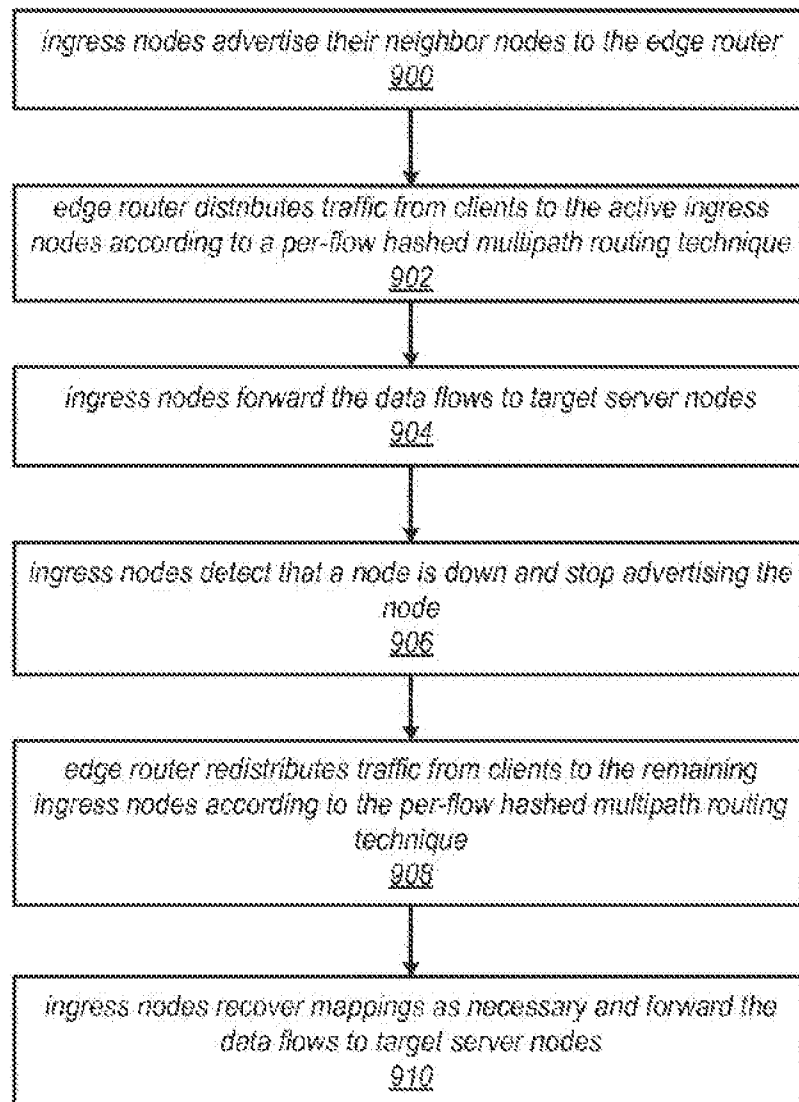 ingress nodes advertise their neighbor nodes to the edge router
900
edge router distributes traffic from clients to the active ingress
nodes according to a per-flow hashed multipath routing technique
902
ingress nodes forward the data flows to target server nodes
904
ingress nodes detect that a node is down and stop advertising the
node
906
edge router redistributes traffic from clients to the remaining
ingress nodes according to the per-flow hashed multipath routing
technique
908
ingress nodes recover mappings as necessary and forward the
data flows to target server nodes
910